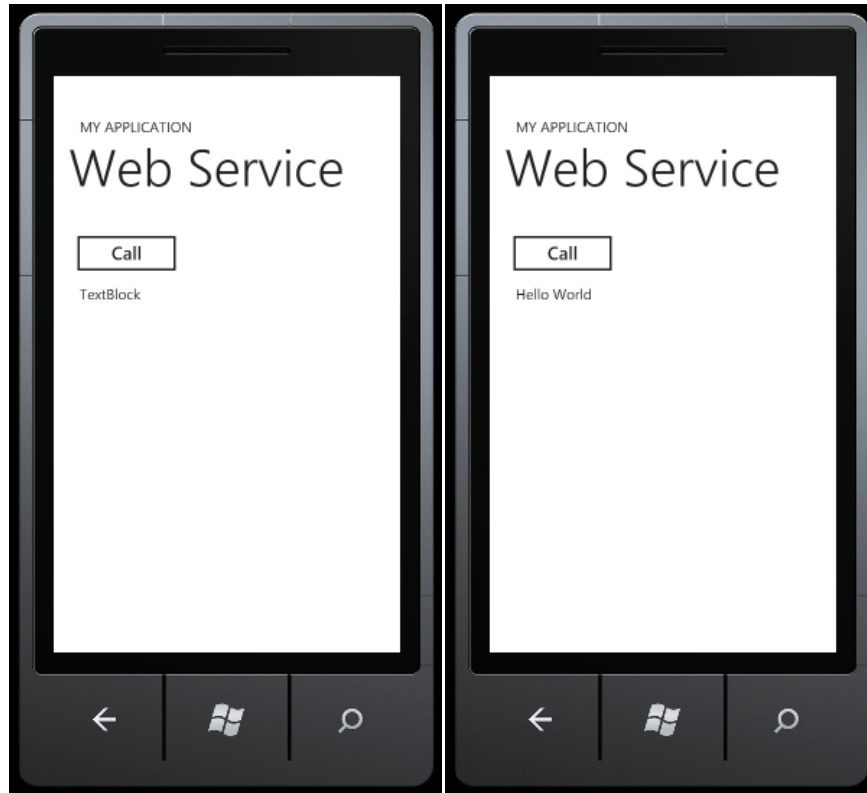 MY APPLICATION
Web Service
Call
TextBlock
MY APPLICATION
Web Service
Call
Hello World